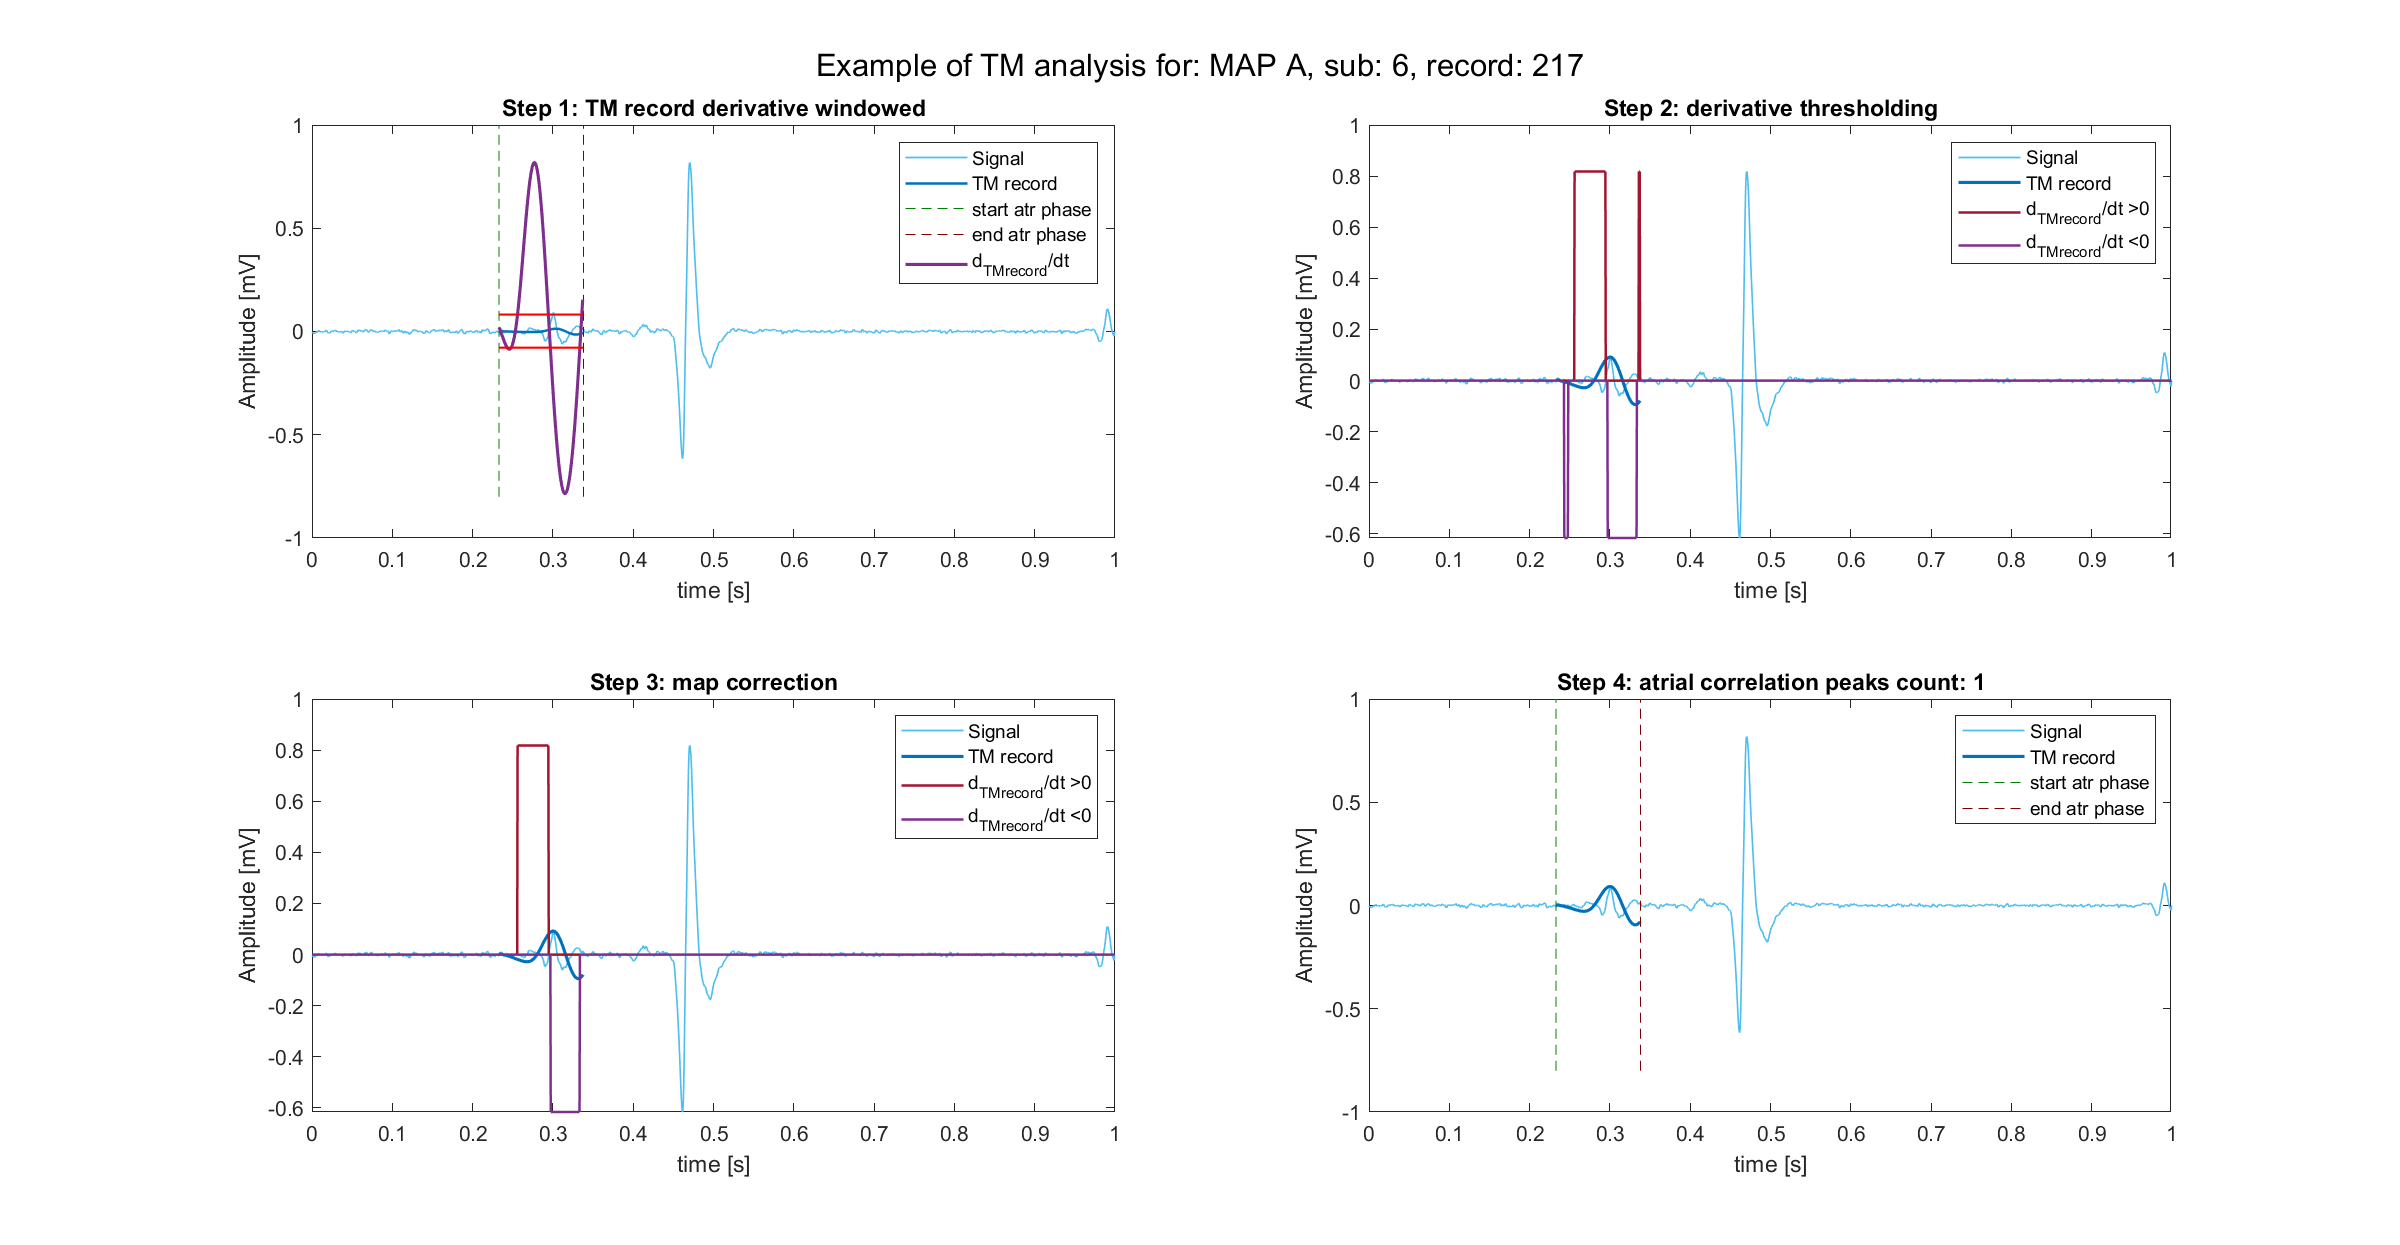 Example of TM analysis for: MAP A, sub: 6, record: 217
Step 1: TM record derivative windowed
1
0.5
0
-0.5
-1
Amplitude [mV]
0 0.1 0.2 0.3 0.4 0.5 0.6 0.7 0.8 0.9 1
time [s]
Signal
TM record
start atr phase
end atr phase
dTMrecord/dt
Step 2: derivative thresholding
1
0.8
0.6
0.4
0.2
0
-0.2
-0.4
-0.6
Amplitude [mV]
0 0.1 0.2 0.3 0.4 0.5 0.6 0.7 0.8 0.9 1
time [s]
Signal
TM record
dTMrecord/dt >0
dTMrecord/dt <0
Step 3: map correction
1
0.8
0.6
0.4
0.2
0
-0.2
-0.4
-0.6
Amplitude [mV]
0 0.1 0.2 0.3 0.4 0.5 0.6 0.7 0.8 0.9 1
time [s]
Signal
TM record
dTMrecord/dt >0
dTMrecord/dt <0
Step 4: atrial correlation peaks count: 1
1
0.5
0
-0.5
-1
Amplitude [mV]
0 0.1 0.2 0.3 0.4 0.5 0.6 0.7 0.8 0.9 1
time [s]
Signal
TM record
start atr phase
end atr phase